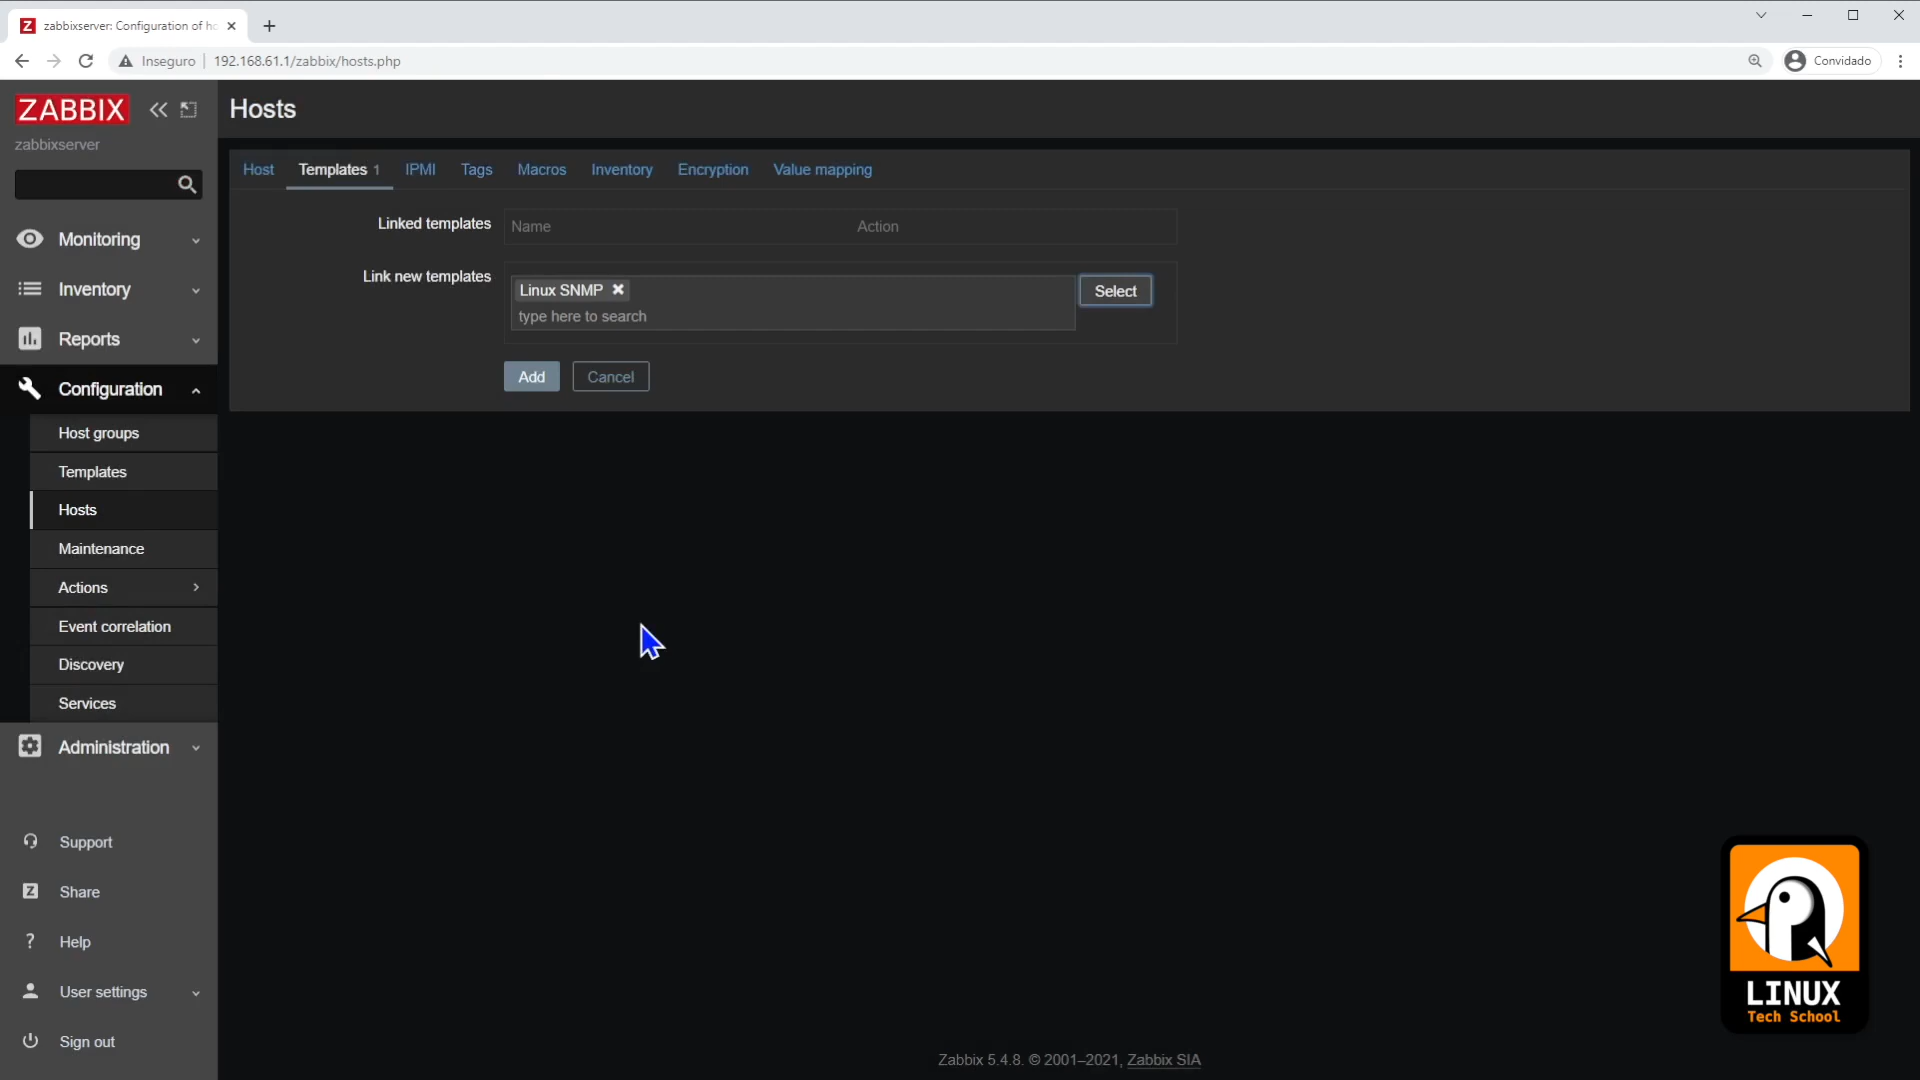 zabbixserver: Configuration of ho
Inseguro
192.168.61.1/zabbix/hosts.php
Convidado
ZABBIX
zabbixserver
Monitoring
Inventory
Reports
Configuration
Host groups
Templates
Hosts
Maintenance
Actions
Event correlation
Discovery
Services
Administration
Support
Share
Help
User settings
Sign out
Hosts
Host Templates 1 IPMI Tags Macros Inventory Encryption Value mapping
Linked templates Name Action
Link new templates Linux SNMP Select
type here to search
Add Cancel
LINUX
Tech School
Zabbix 5.4.8. © 2001–2021, Zabbix SIA